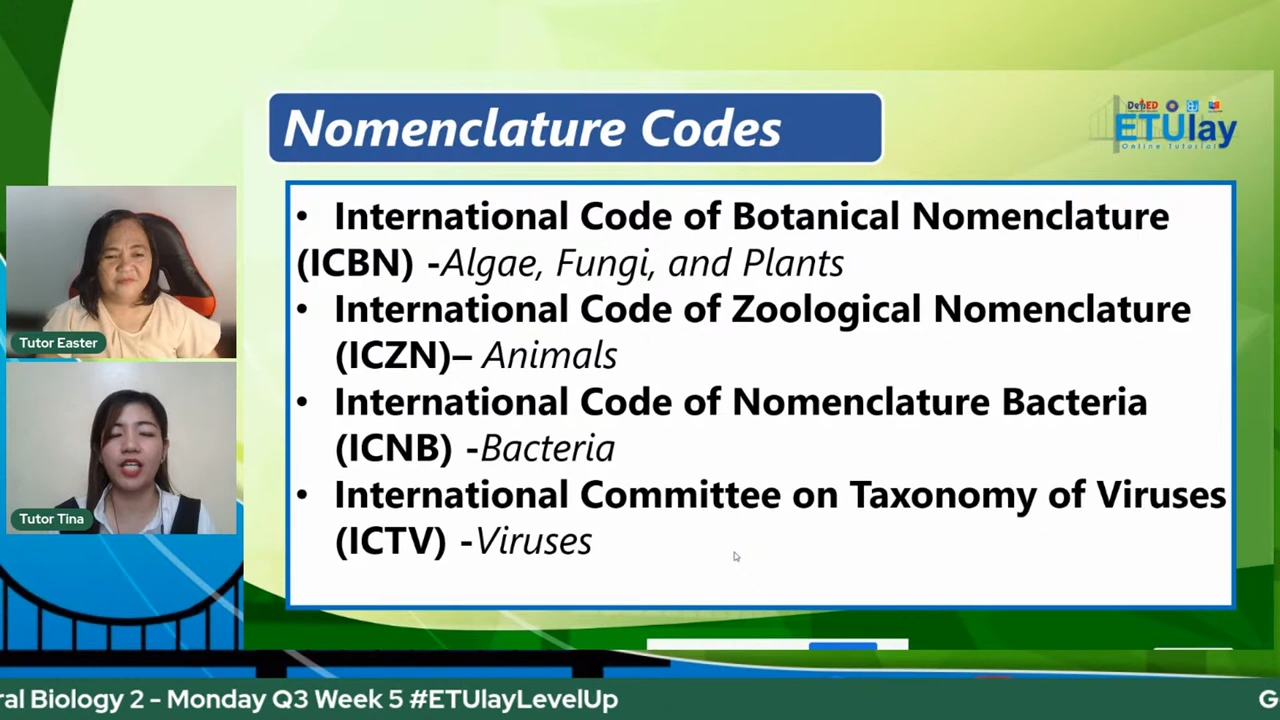 Nomenclature Codes
DepED
ETUlay
Online Tutorial
• International Code of Botanical Nomenclature
(ICBN) -Algae, Fungi, and Plants
• International Code of Zoological Nomenclature
(ICZN)– Animals
• International Code of Nomenclature Bacteria
(ICNB) -Bacteria
• International Committee on Taxonomy of Viruses
(ICTV) -Viruses
Tutor Easter
Tutor Tina
ral Biology 2 - Monday Q3 Week 5 #ETUlayLevelUp
G